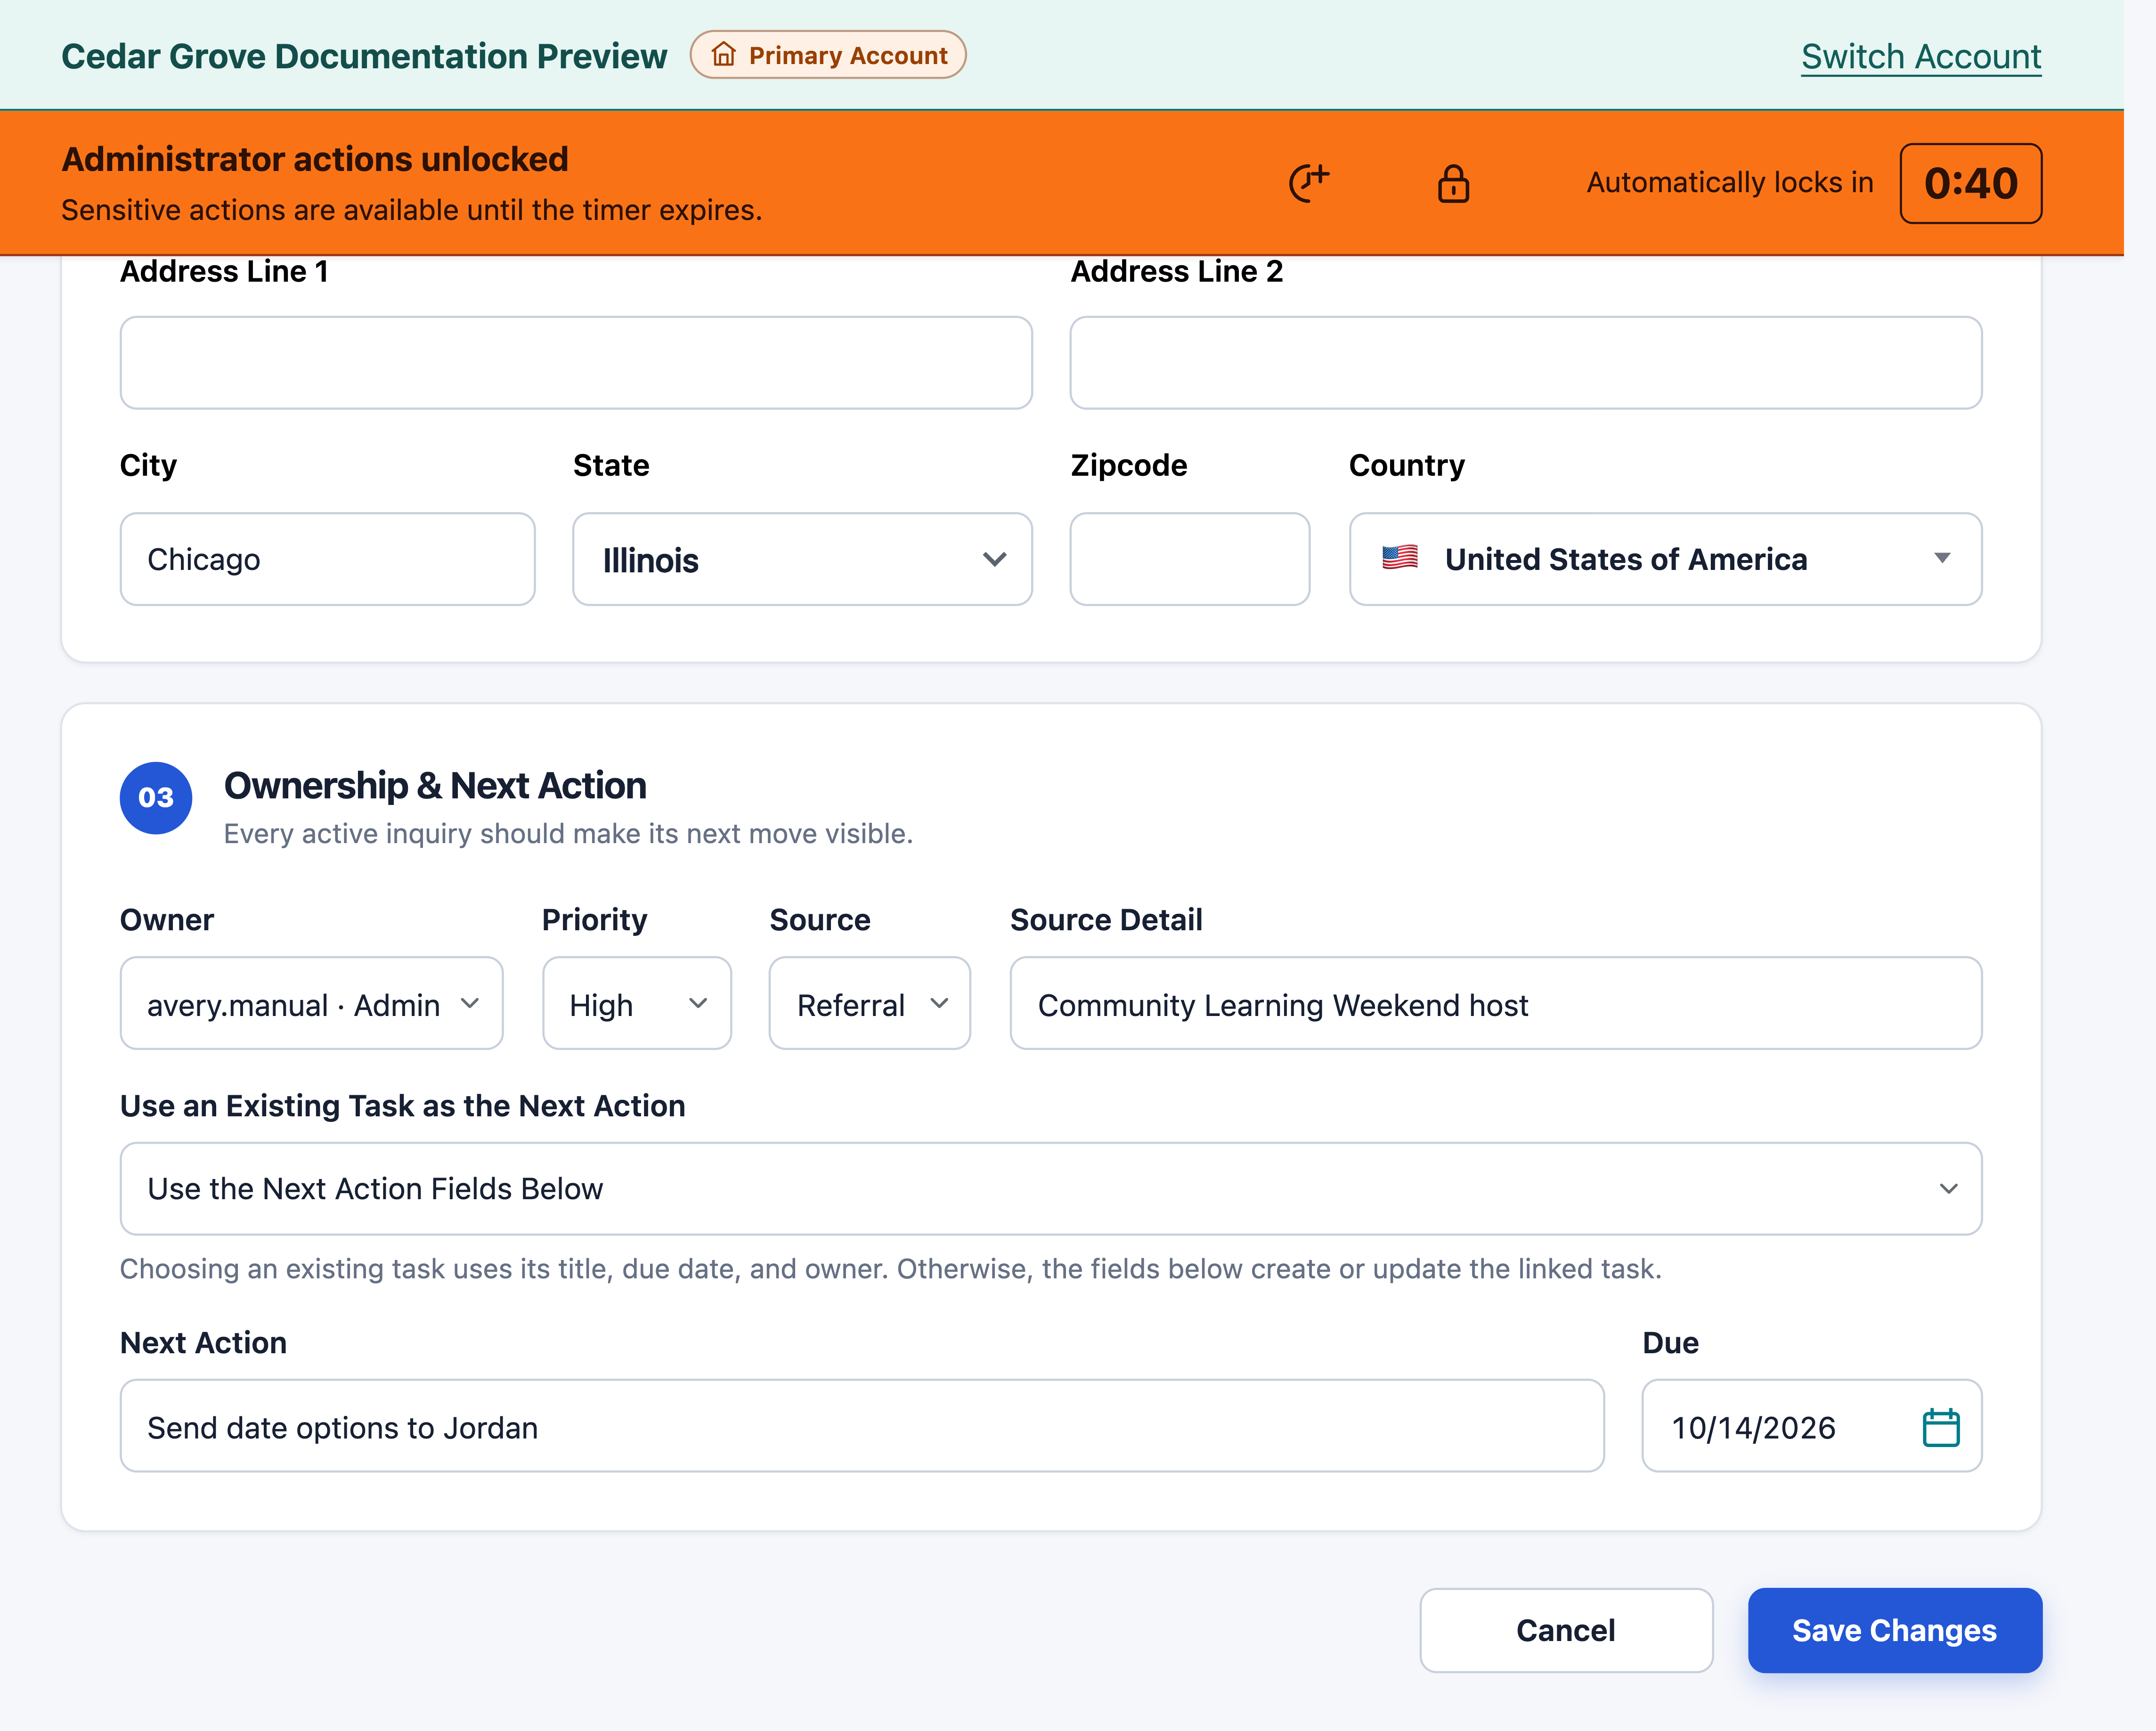 Cedar Grove Documentation Preview
Primary Account
Switch Account
Administrator actions unlocked
Sensitive actions are available until the timer expires.
Automatically locks in
0:40
Address Line 1
Address Line 2
City
State
Zipcode
Country
Chicago
Illinois
United States of America
03
Ownership & Next Action
Every active inquiry should make its next move visible.
Owner
Priority
Source
Source Detail
avery.manual · Admin
High
Referral
Community Learning Weekend host
Use an Existing Task as the Next Action
Use the Next Action Fields Below
Choosing an existing task uses its title, due date, and owner. Otherwise, the fields below create or update the linked task.
Next Action
Due
Send date options to Jordan
10/14/2026
Cancel
Save Changes